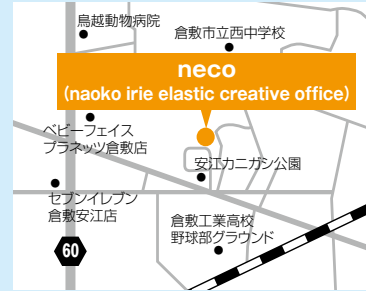 鳥越動物病院
倉敷市立西中学校
neco
(naoko irie elastic creative office)
ベビーフェイス
プラネッツ倉敷店
安江カニガン公園
セブンイレブン
倉敷安江店
倉敷工業高校
野球部グラウンド
60